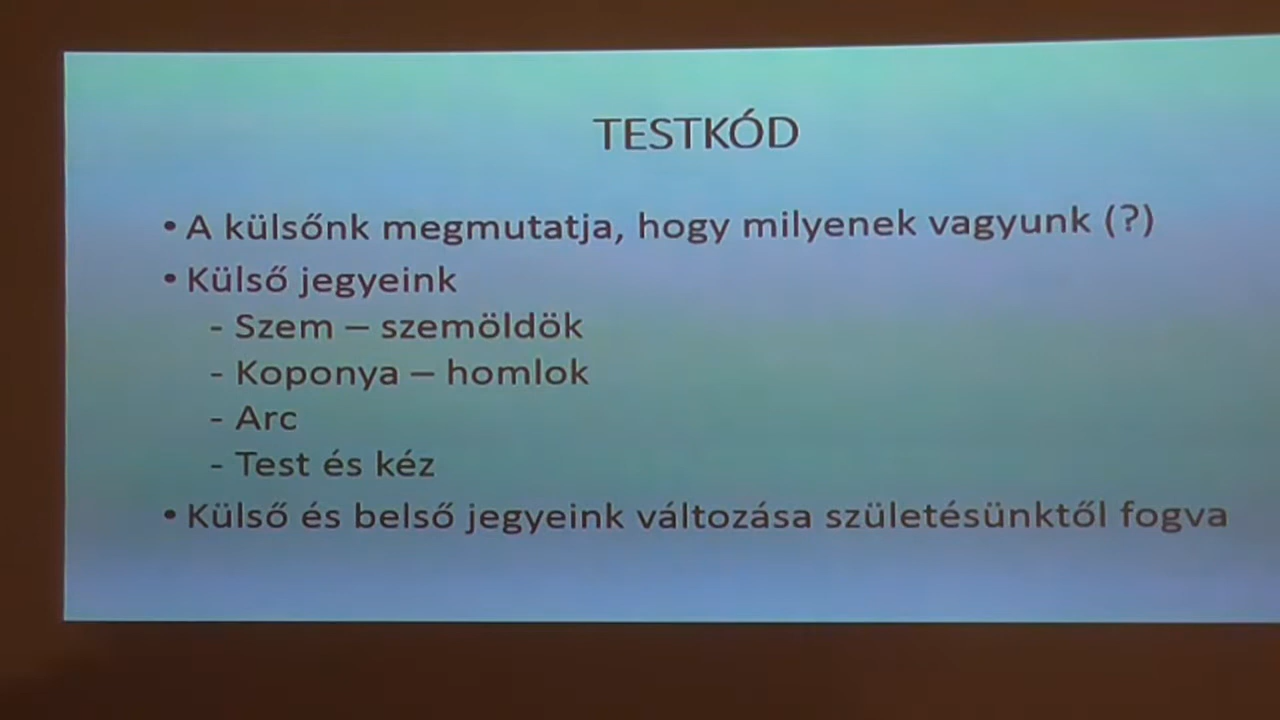 TESTKÓD
• A külsőnk megmutatja, hogy milyenek vagyunk (?)
• Külső jegyeink
- Szem – szemöldök
- Koponya – homlok
- Arc
- Test és kéz
• Külső és belső jegyeink változása születésünktől fogva